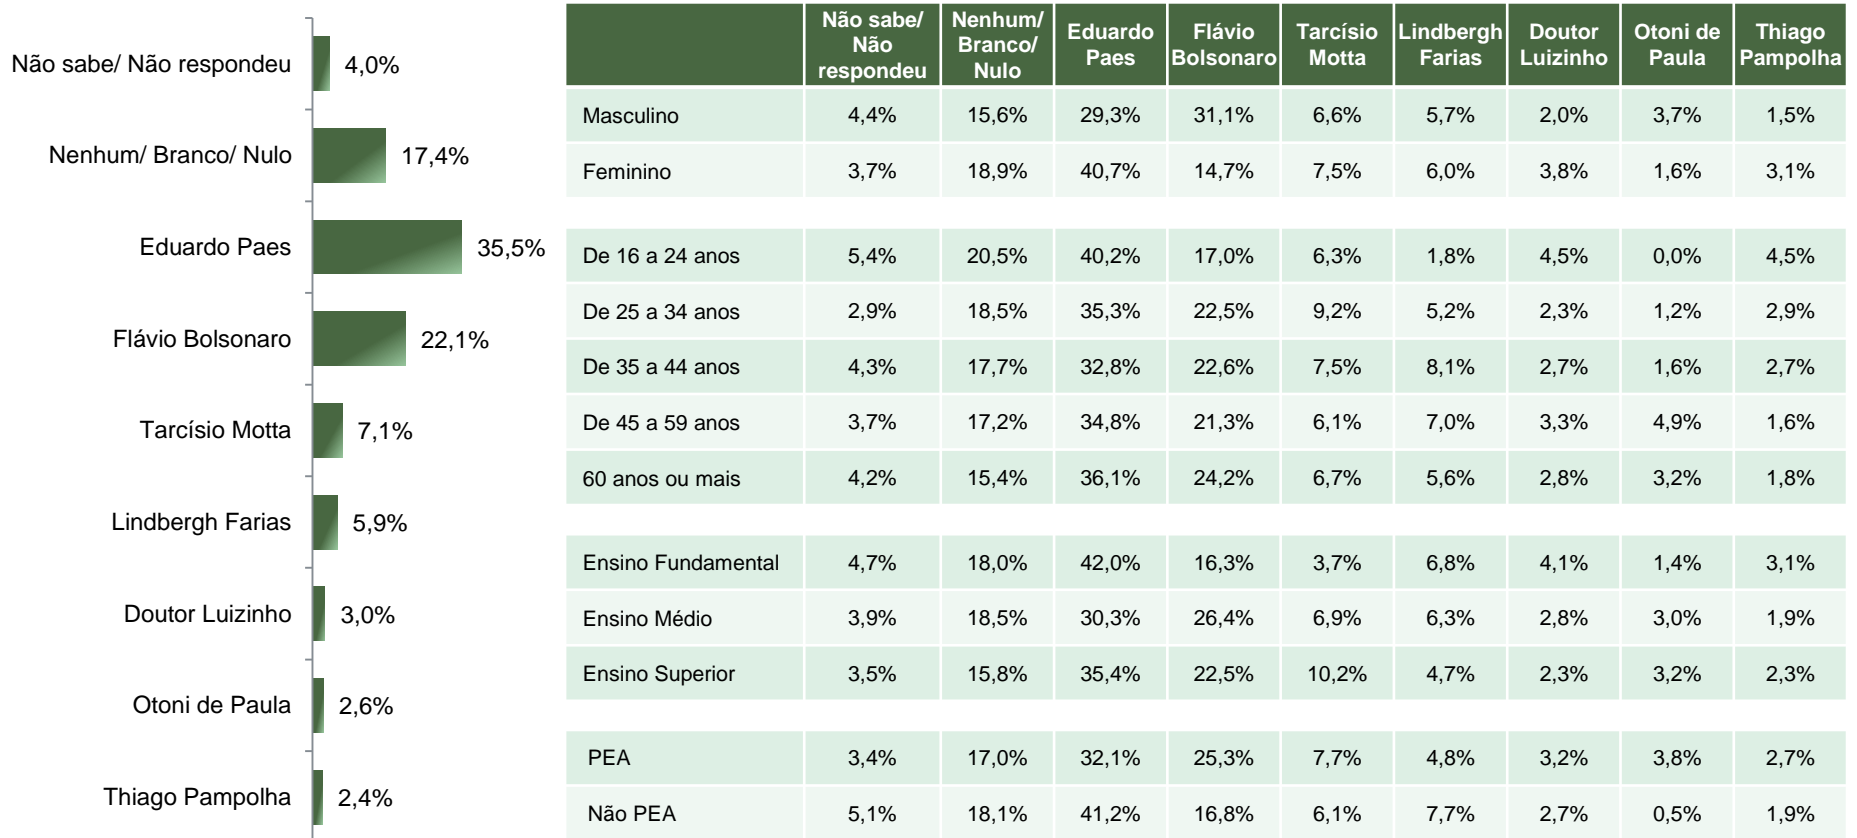 Não sabe/ Não respondeu 4,0%
Nenhum/ Branco/ Nulo 17,4%
Eduardo Paes 35,5%
Flávio Bolsonaro 22,1%
Tarcísio Motta 7,1%
Lindbergh Farias 5,9%
Doutor Luizinho 3,0%
Otoni de Paula 2,6%
Thiago Pampolha 2,4%
Não sabe/ Não respondeu Nenhum/ Branco/ Nulo Eduardo Paes Flávio Bolsonaro Tarcísio Motta Lindbergh Farias Doutor Luizinho Otoni de Paula Thiago Pampolha
Masculino 4,4% 15,6% 29,3% 31,1% 6,6% 5,7% 2,0% 3,7% 1,5%
Feminino 3,7% 18,9% 40,7% 14,7% 7,5% 6,0% 3,8% 1,6% 3,1%
De 16 a 24 anos 5,4% 20,5% 40,2% 17,0% 6,3% 1,8% 4,5% 0,0% 4,5%
De 25 a 34 anos 2,9% 18,5% 35,3% 22,5% 9,2% 5,2% 2,3% 1,2% 2,9%
De 35 a 44 anos 4,3% 17,7% 32,8% 22,6% 7,5% 8,1% 2,7% 1,6% 2,7%
De 45 a 59 anos 3,7% 17,2% 34,8% 21,3% 6,1% 7,0% 3,3% 4,9% 1,6%
60 anos ou mais 4,2% 15,4% 36,1% 24,2% 6,7% 5,6% 2,8% 3,2% 1,8%
Ensino Fundamental 4,7% 18,0% 42,0% 16,3% 3,7% 6,8% 4,1% 1,4% 3,1%
Ensino Médio 3,9% 18,5% 30,3% 26,4% 6,9% 6,3% 2,8% 3,0% 1,9%
Ensino Superior 3,5% 15,8% 35,4% 22,5% 10,2% 4,7% 2,3% 3,2% 2,3%
PEA 3,4% 17,0% 32,1% 25,3% 7,7% 4,8% 3,2% 3,8% 2,7%
Não PEA 5,1% 18,1% 41,2% 16,8% 6,1% 7,7% 2,7% 0,5% 1,9%